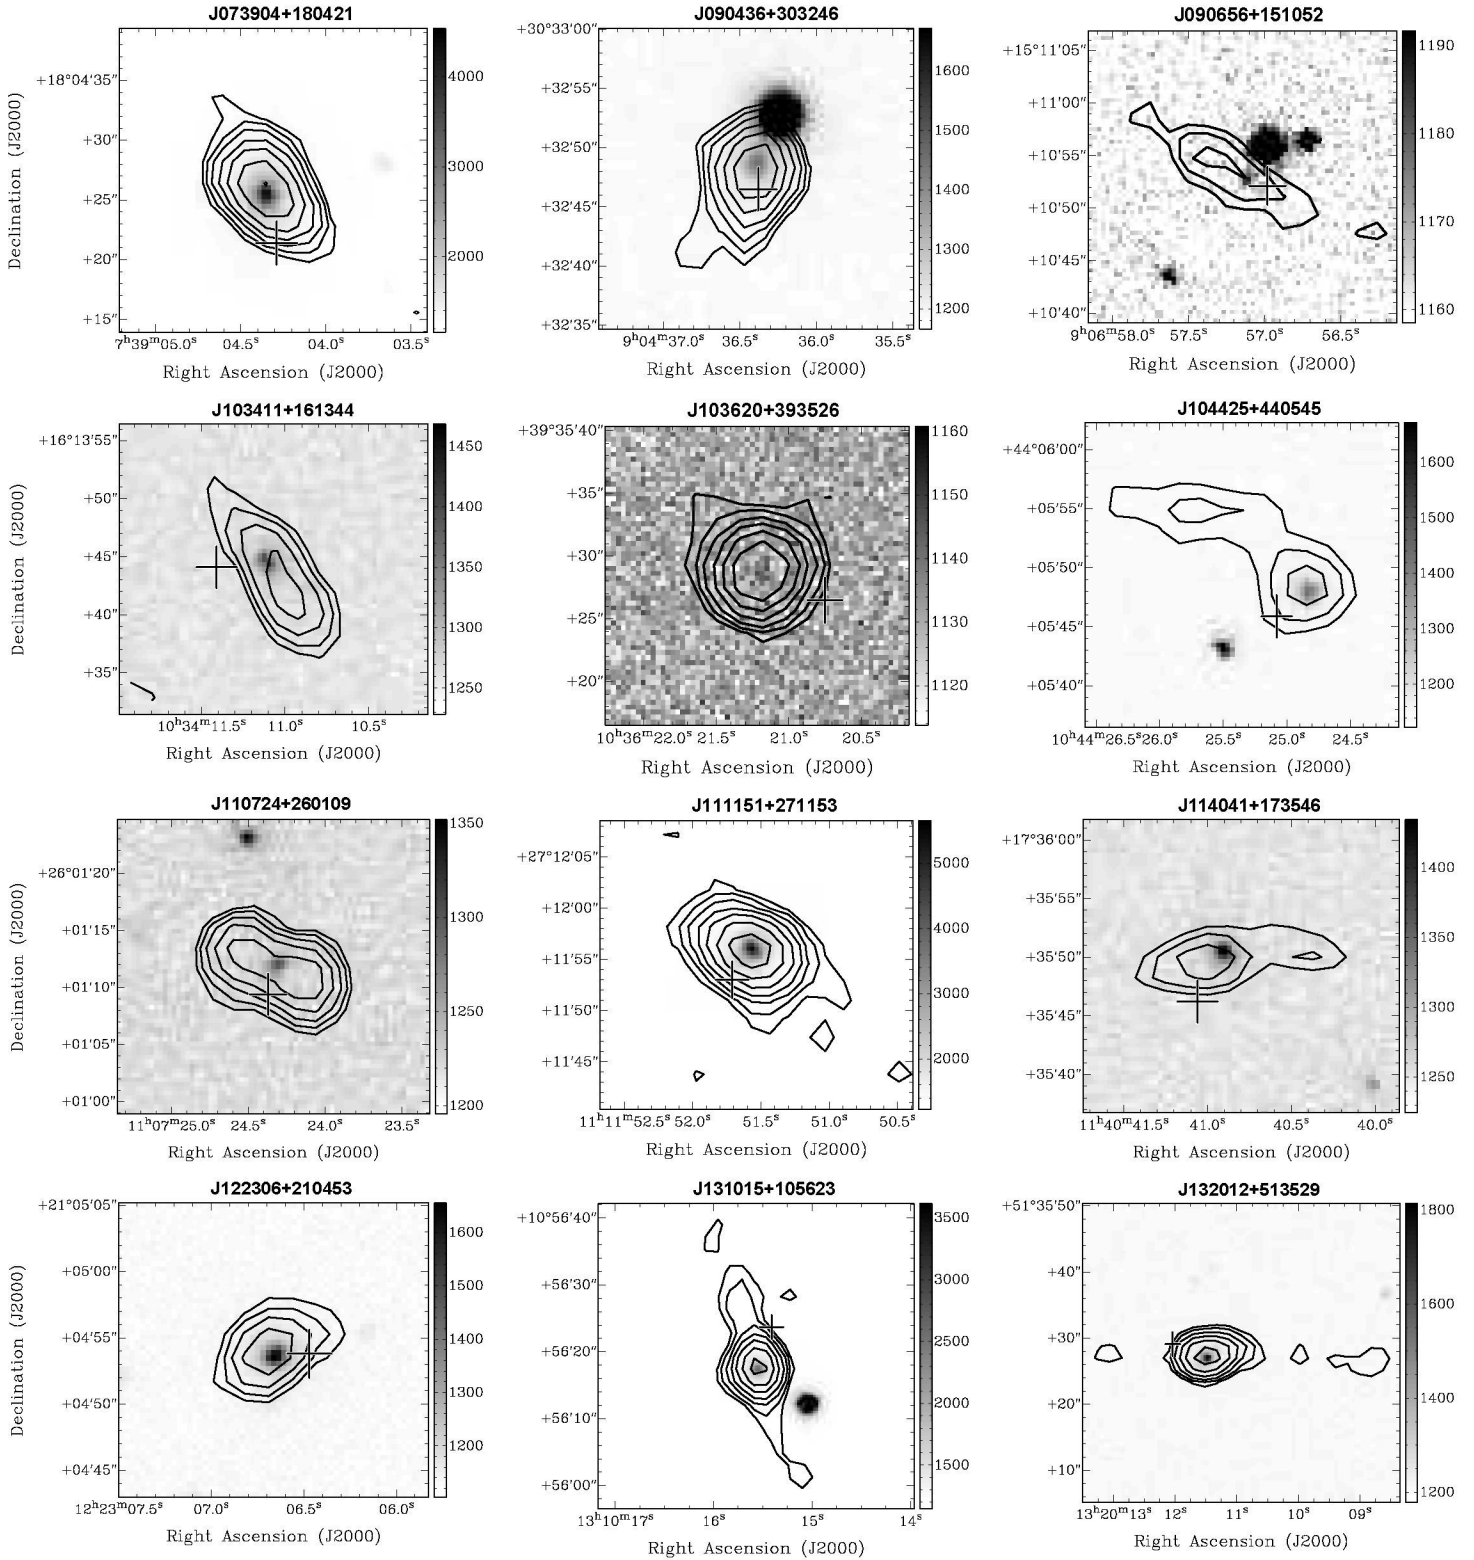 J073904+180421
Declination (J2000)
+18°04'35"
+30"
+25"
+20"
+15"
4000
3000
2000
7ʰ39ᵐ05.0ˢ 04.5ˢ 04.0ˢ 03.5ˢ
Right Ascension (J2000)
J090436+303246
+30°33'00"
+32'55"
+32'50"
+32'45"
+32'40"
+32'35"
1600
1500
1400
1300
1200
9ʰ04ᵐ37.0ˢ 36.5ˢ 36.0ˢ 35.5ˢ
Right Ascension (J2000)
J090656+151052
+15°11'05"
+11'00"
+10'55"
+10'50"
+10'45"
+10'40"
1190
1180
1170
1160
9ʰ06ᵐ58.0ˢ 57.5ˢ 57.0ˢ 56.5ˢ
Right Ascension (J2000)
J103411+161344
Declination (J2000)
+16°13'55"
+50"
+45"
+40"
+35"
1450
1400
1350
1300
1250
10ʰ34ᵐ11.5ˢ 11.0ˢ 10.5ˢ
Right Ascension (J2000)
J103620+393526
+39°35'40"
+35"
+30"
+25"
+20"
1160
1150
1140
1130
1120
10ʰ36ᵐ22.0ˢ 21.5ˢ 21.0ˢ 20.5ˢ
Right Ascension (J2000)
J104425+440545
+44°06'00"
+05'55"
+05'50"
+05'45"
+05'40"
1600
1500
1400
1300
1200
10ʰ44ᵐ26.5ˢ 26.0ˢ 25.5ˢ 25.0ˢ 24.5ˢ
Right Ascension (J2000)
J110724+260109
Declination (J2000)
+26°01'20"
+01'15"
+01'10"
+01'05"
+01'00"
1350
1300
1250
1200
11ʰ07ᵐ25.0ˢ 24.5ˢ 24.0ˢ 23.5ˢ
Right Ascension (J2000)
J111151+271153
+27°12'05"
+12'00"
+11'55"
+11'50"
+11'45"
5000
4000
3000
2000
11ʰ11ᵐ52.5ˢ 52.0ˢ 51.5ˢ 51.0ˢ 50.5ˢ
Right Ascension (J2000)
J114041+173546
+17°36'00"
+35'55"
+35'50"
+35'45"
+35'40"
1400
1350
1300
1250
11ʰ40ᵐ41.5ˢ 41.0ˢ 40.5ˢ 40.0ˢ
Right Ascension (J2000)
J122306+210453
Declination (J2000)
+21°05'05"
+05'00"
+04'55"
+04'50"
+04'45"
1600
1500
1400
1300
1200
12ʰ23ᵐ07.5ˢ 07.0ˢ 06.5ˢ 06.0ˢ
Right Ascension (J2000)
J131015+105623
+10°56'40"
+56'30"
+56'20"
+56'10"
+56'00"
3500
3000
2500
2000
1500
13ʰ10ᵐ17ˢ 16ˢ 15ˢ 14ˢ
Right Ascension (J2000)
J132012+513529
+51°35'50"
+40"
+30"
+20"
+10"
1800
1600
1400
1200
13ʰ20ᵐ13ˢ 12ˢ 11ˢ 10ˢ 09ˢ
Right Ascension (J2000)